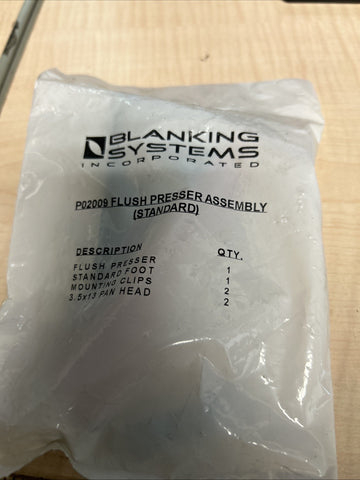 BLANKING
SYSTEMS
INCORPORATED
P02009 FLUSH PRESSER ASSEMBLY
(STANDARD)
DESCRIPTION QTY.
FLUSH PRESSER 1
STANDARD FOOT 1
MOUNTING CLIPS 2
3.5x13 PAN HEAD 2